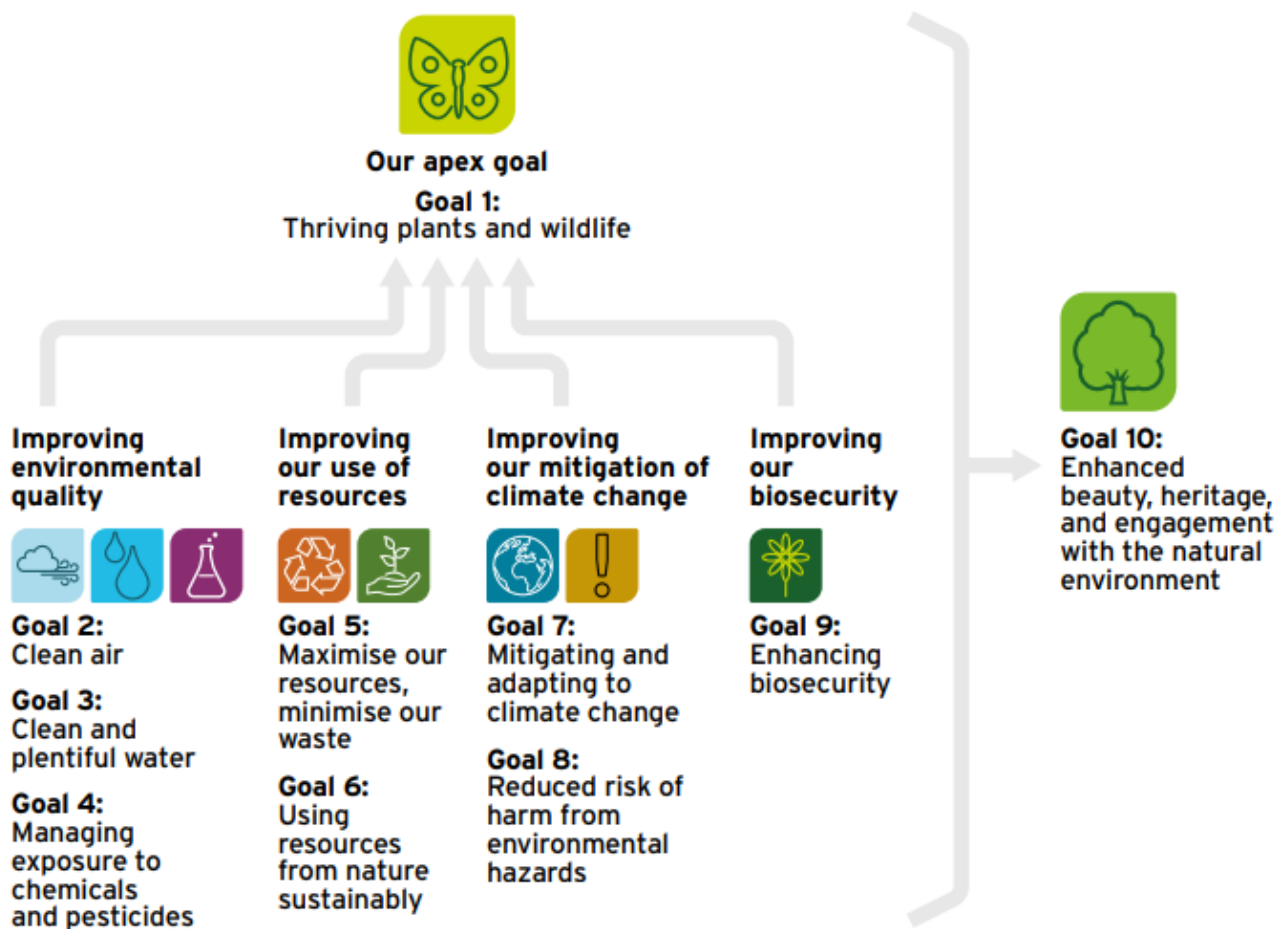 Our apex goal
Goal 1:
Thriving plants and wildlife
Improving
environmental
quality
Goal 2:
Clean air
Goal 3:
Clean and
plentiful water
Goal 4:
Managing
exposure to
chemicals
and pesticides
Improving
our use of
resources
Goal 5:
Maximise our
resources,
minimise our
waste
Goal 6:
Using
resources
from nature
sustainably
Improving
our mitigation of
climate change
Goal 7:
Mitigating and
adapting to
climate change
Goal 8:
Reduced risk of
harm from
environmental
hazards
Improving
our
biosecurity
Goal 9:
Enhancing
biosecurity
Goal 10:
Enhanced
beauty, heritage,
and engagement
with the natural
environment